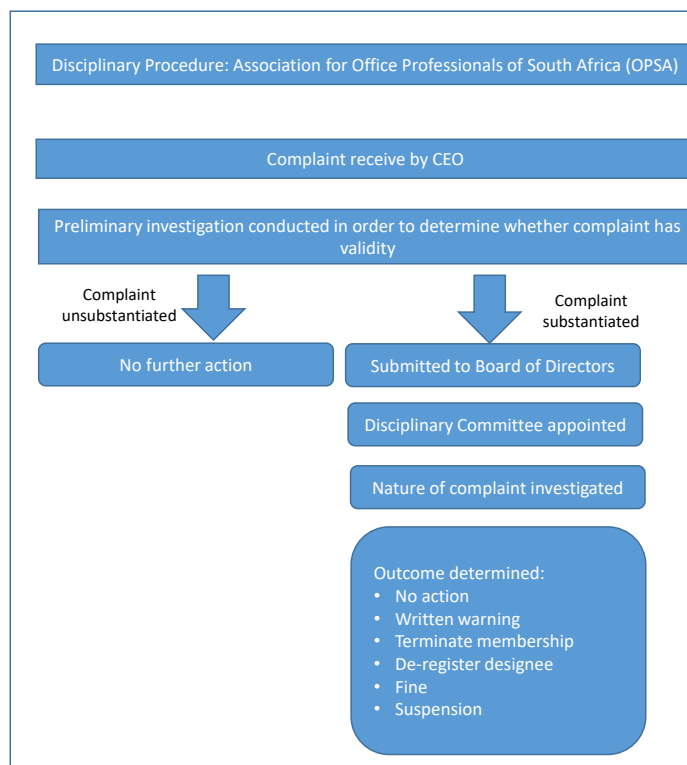 Disciplinary Procedure: Association for Office Professionals of South Africa (OPSA)
Complaint receive by CEO
Preliminary investigation conducted in order to determine whether complaint has
validity
Complaint
unsubstantiated
Complaint
substantiated
No further action
Submitted to Board of Directors
Disciplinary Committee appointed
Nature of complaint investigated
Outcome determined:
• No action
• Written warning
• Terminate membership
• De-register designee
• Fine
• Suspension